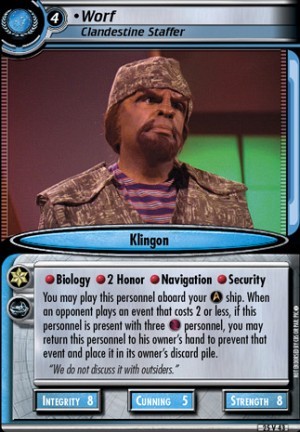 4
• Worf
Clandestine Staffer
Klingon
Biology 2 Honor Navigation Security
You may play this personnel aboard your ship. When
an opponent plays an event that costs 2 or less, if this
personnel is present with three personnel, you may
return this personnel to his owner's hand to prevent that
event and place it in its owner's discard pile.
"We do not discuss it with outsiders."
INTEGRITY 8 CUNNING 5 STRENGTH 8